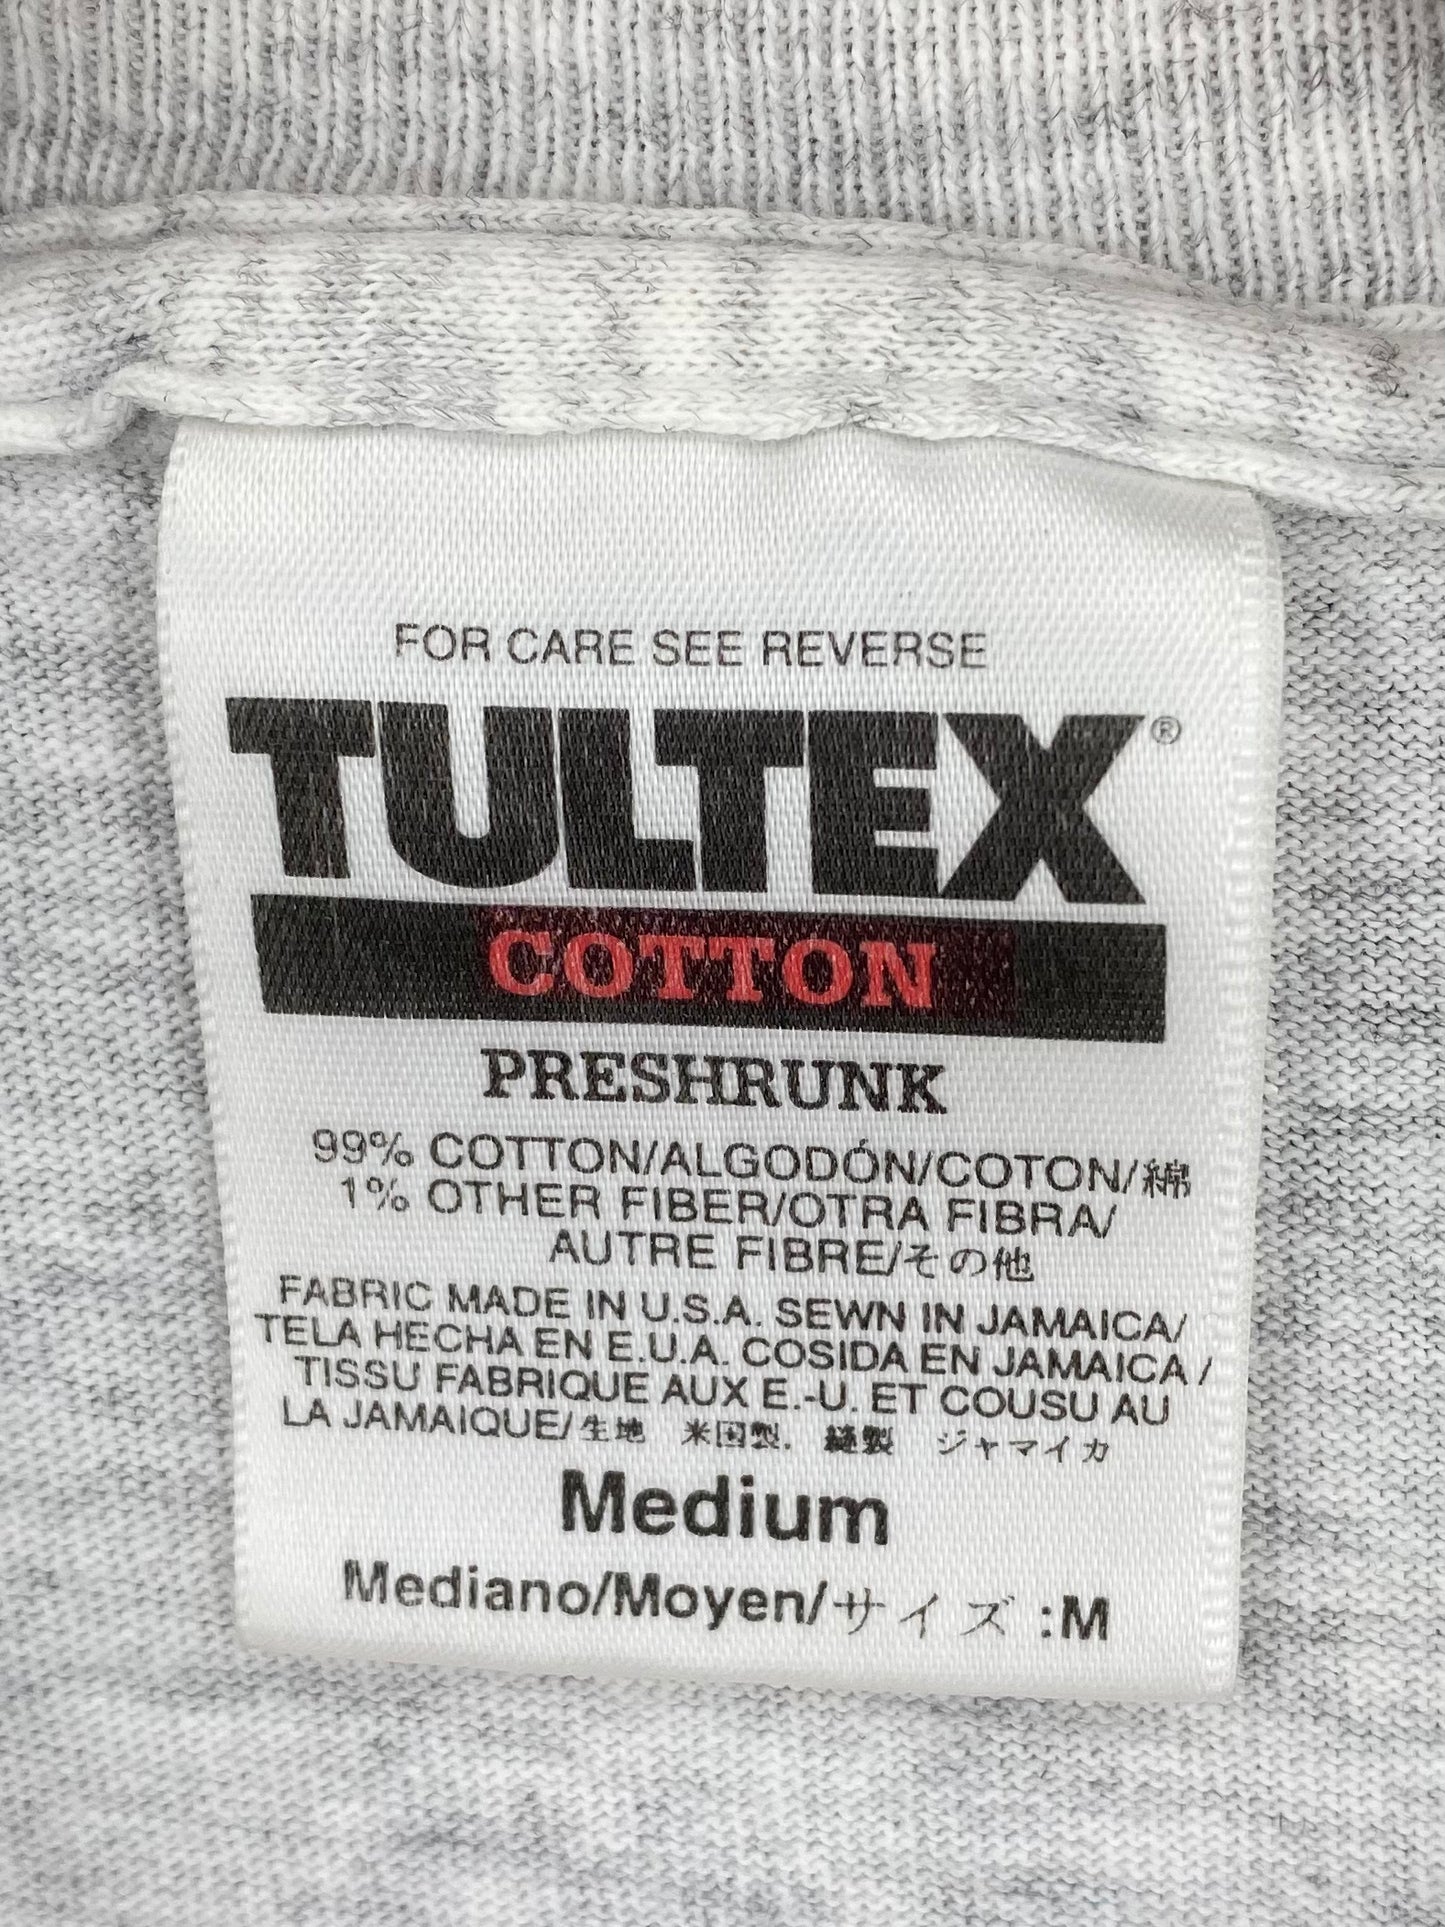 FOR CARE SEE REVERSE
TULTEX®
COTTON
PRESHRUNK
99% COTTON/ALGODÓN/COTON/綿
1% OTHER FIBER/OTRA FIBRA/
AUTRE FIBRE/その他
FABRIC MADE IN U.S.A. SEWN IN JAMAICA/
TELA HECHA EN E.U.A. COSIDA EN JAMAICA/
TISSU FABRIQUE AUX E.-U. ET COUSU AU
LA JAMAIQUE/生地 米国製. 縫製 ジャマイカ
Medium
Mediano/Moyen/サイズ :M